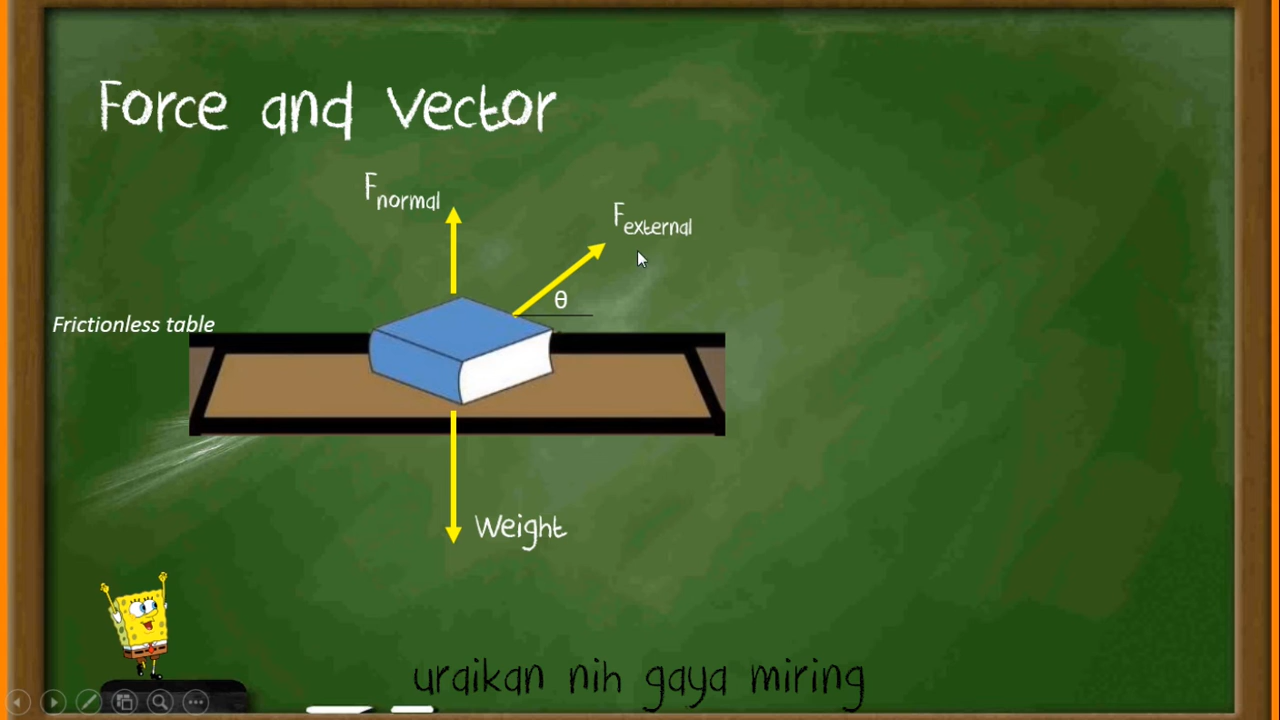 Force and Vector
Fnormal
Fexternal
θ
Frictionless table
Weight
uraikan nih gaya miring